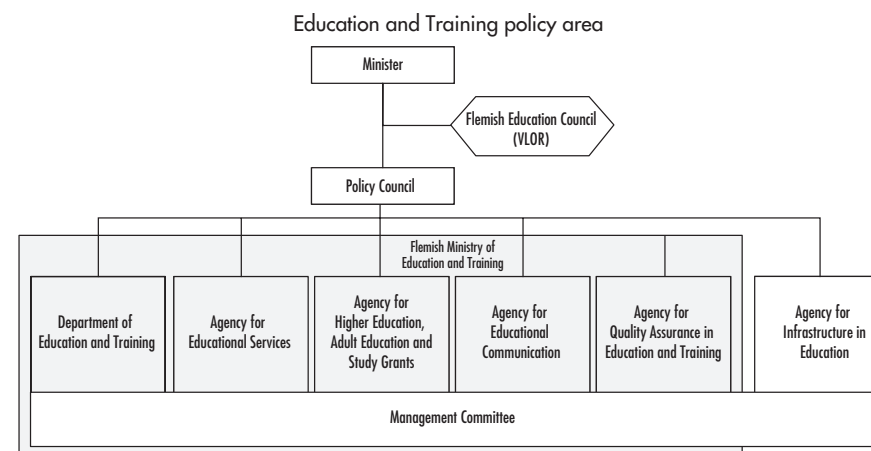 Education and Training policy area
Minister
Flemish Education Council
(VLOR)
Policy Council
Flemish Ministry of
Education and Training
Department of
Education and Training
Agency for
Educational Services
Agency for
Higher Education,
Adult Education and
Study Grants
Agency for
Educational
Communication
Agency for
Quality Assurance in
Education and Training
Agency for
Infrastructure in
Education
Management Committee